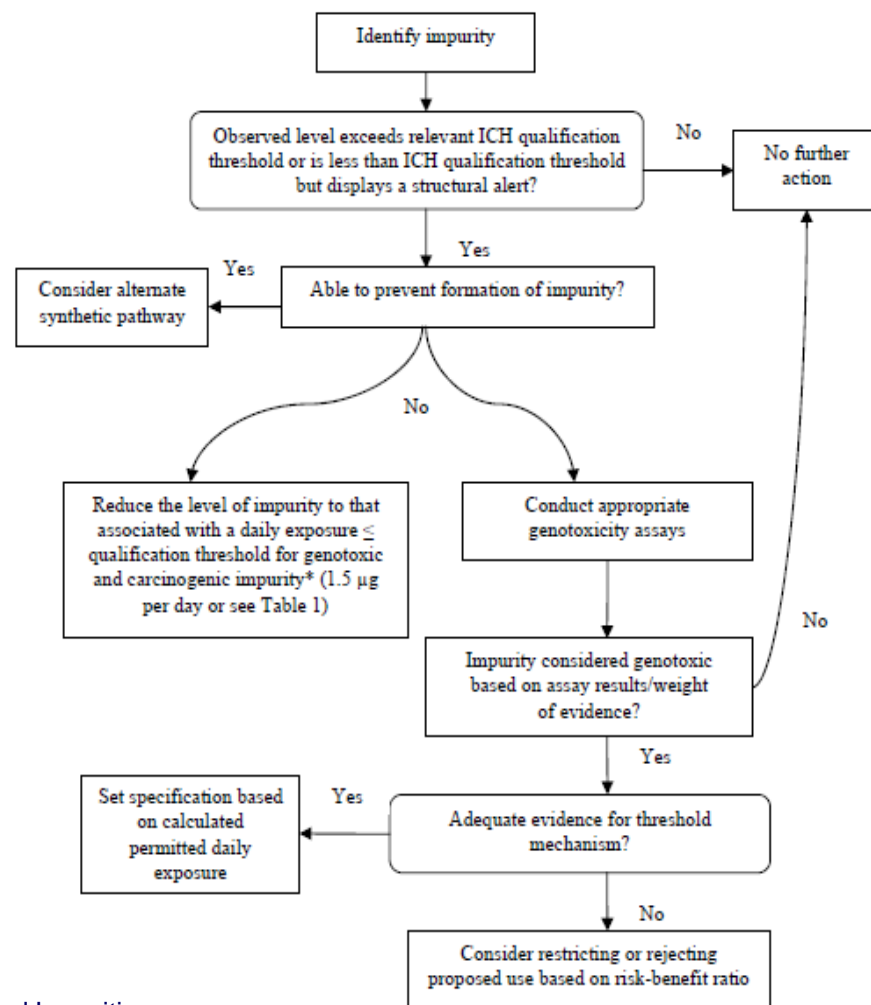 Identify impurity
Observed level exceeds relevant ICH qualification
threshold or is less than ICH qualification threshold
but displays a structural alert?
No
No further
action
Yes
Yes
Consider alternate
synthetic pathway
Able to prevent formation of impurity?
No
Reduce the level of impurity to that
associated with a daily exposure ≤
qualification threshold for genotoxic
and carcinogenic impurity* (1.5 µg
per day or see Table 1)
Conduct appropriate
genotoxicity assays
No
Impurity considered genotoxic
based on assay results/weight
of evidence?
Yes
Set specification based
on calculated
permitted daily
exposure
Yes
Adequate evidence for threshold
mechanism?
No
Consider restricting or rejecting
proposed use based on risk-benefit ratio